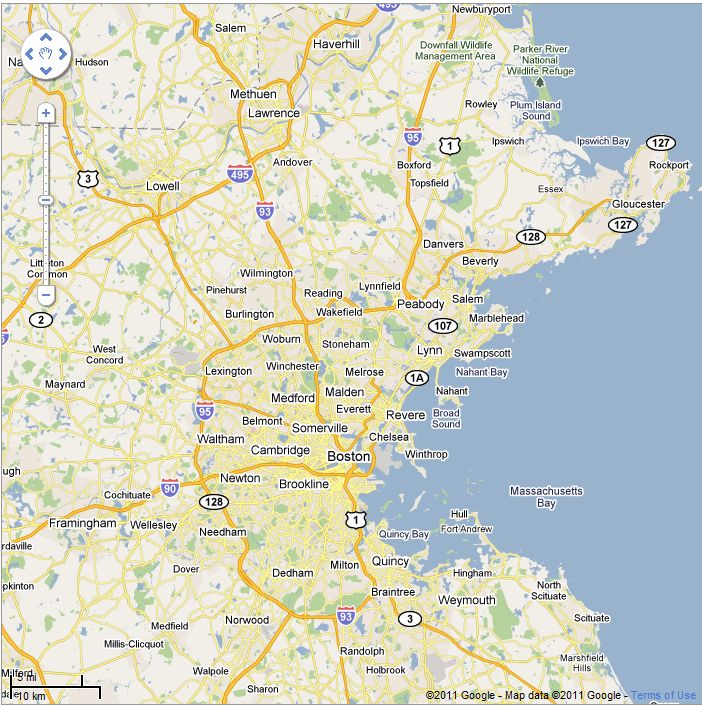 495
Newburyport
Salem
Haverhill
Downfall Wildlife
Management Area
Parker River
National
Wildlife Refuge
Hudson
Methuen
Lawrence
Rowley
Plum Island
Sound
95
1
Ipswich
Ipswich Bay
127
Rockport
Andover
Boxford
Topsfield
3
495
Lowell
Essex
Gloucester
93
127
128
Danvers
Beverly
Littleton
Common
Wilmington
Pinehurst
Reading
Lynnfield
Peabody
Salem
Burlington
Wakefield
Marblehead
2
107
Woburn
Stoneham
Lynn
Swampscott
West
Concord
Lexington
Winchester
Melrose
Nahant Bay
Maynard
1A
Medford
Malden
Nahant
95
Everett
Revere
Broad
Sound
Belmont
Somerville
Chelsea
Waltham
Cambridge
Boston
Winthrop
Newton
Brookline
90
Cochituate
128
Massachusetts
Bay
Framingham
Wellesley
1
Hull
Fort Andrew
Needham
Quincy Bay
Dover
Dedham
Milton
Quincy
Hingham
Braintree
North
Scituate
Weymouth
93
3
Scituate
Medfield
Norwood
Millis-Clicquot
Randolph
Marshfield
Hills
Walpole
Holbrook
Milford
5 mi
10 km
Sharon
©2011 Google - Map data ©2011 Google - Terms of Use